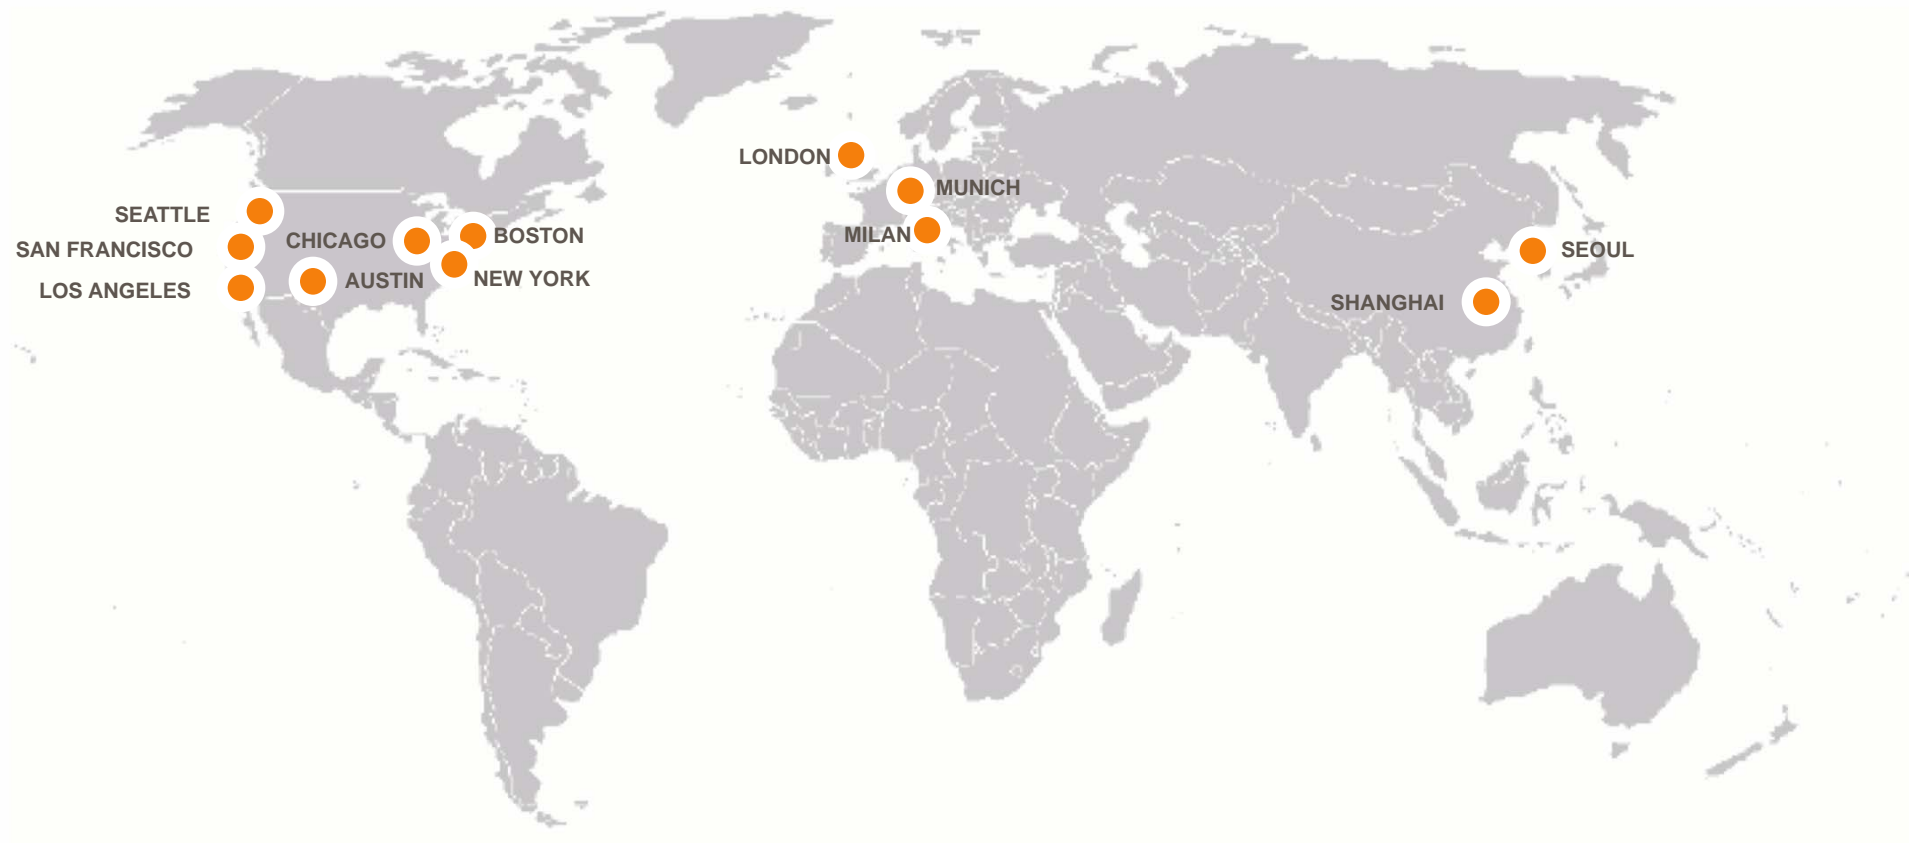 LONDON
MUNICH
SEATTLE
SAN FRANCISCO
CHICAGO
BOSTON
MILAN
SEOUL
LOS ANGELES
AUSTIN
NEW YORK
SHANGHAI